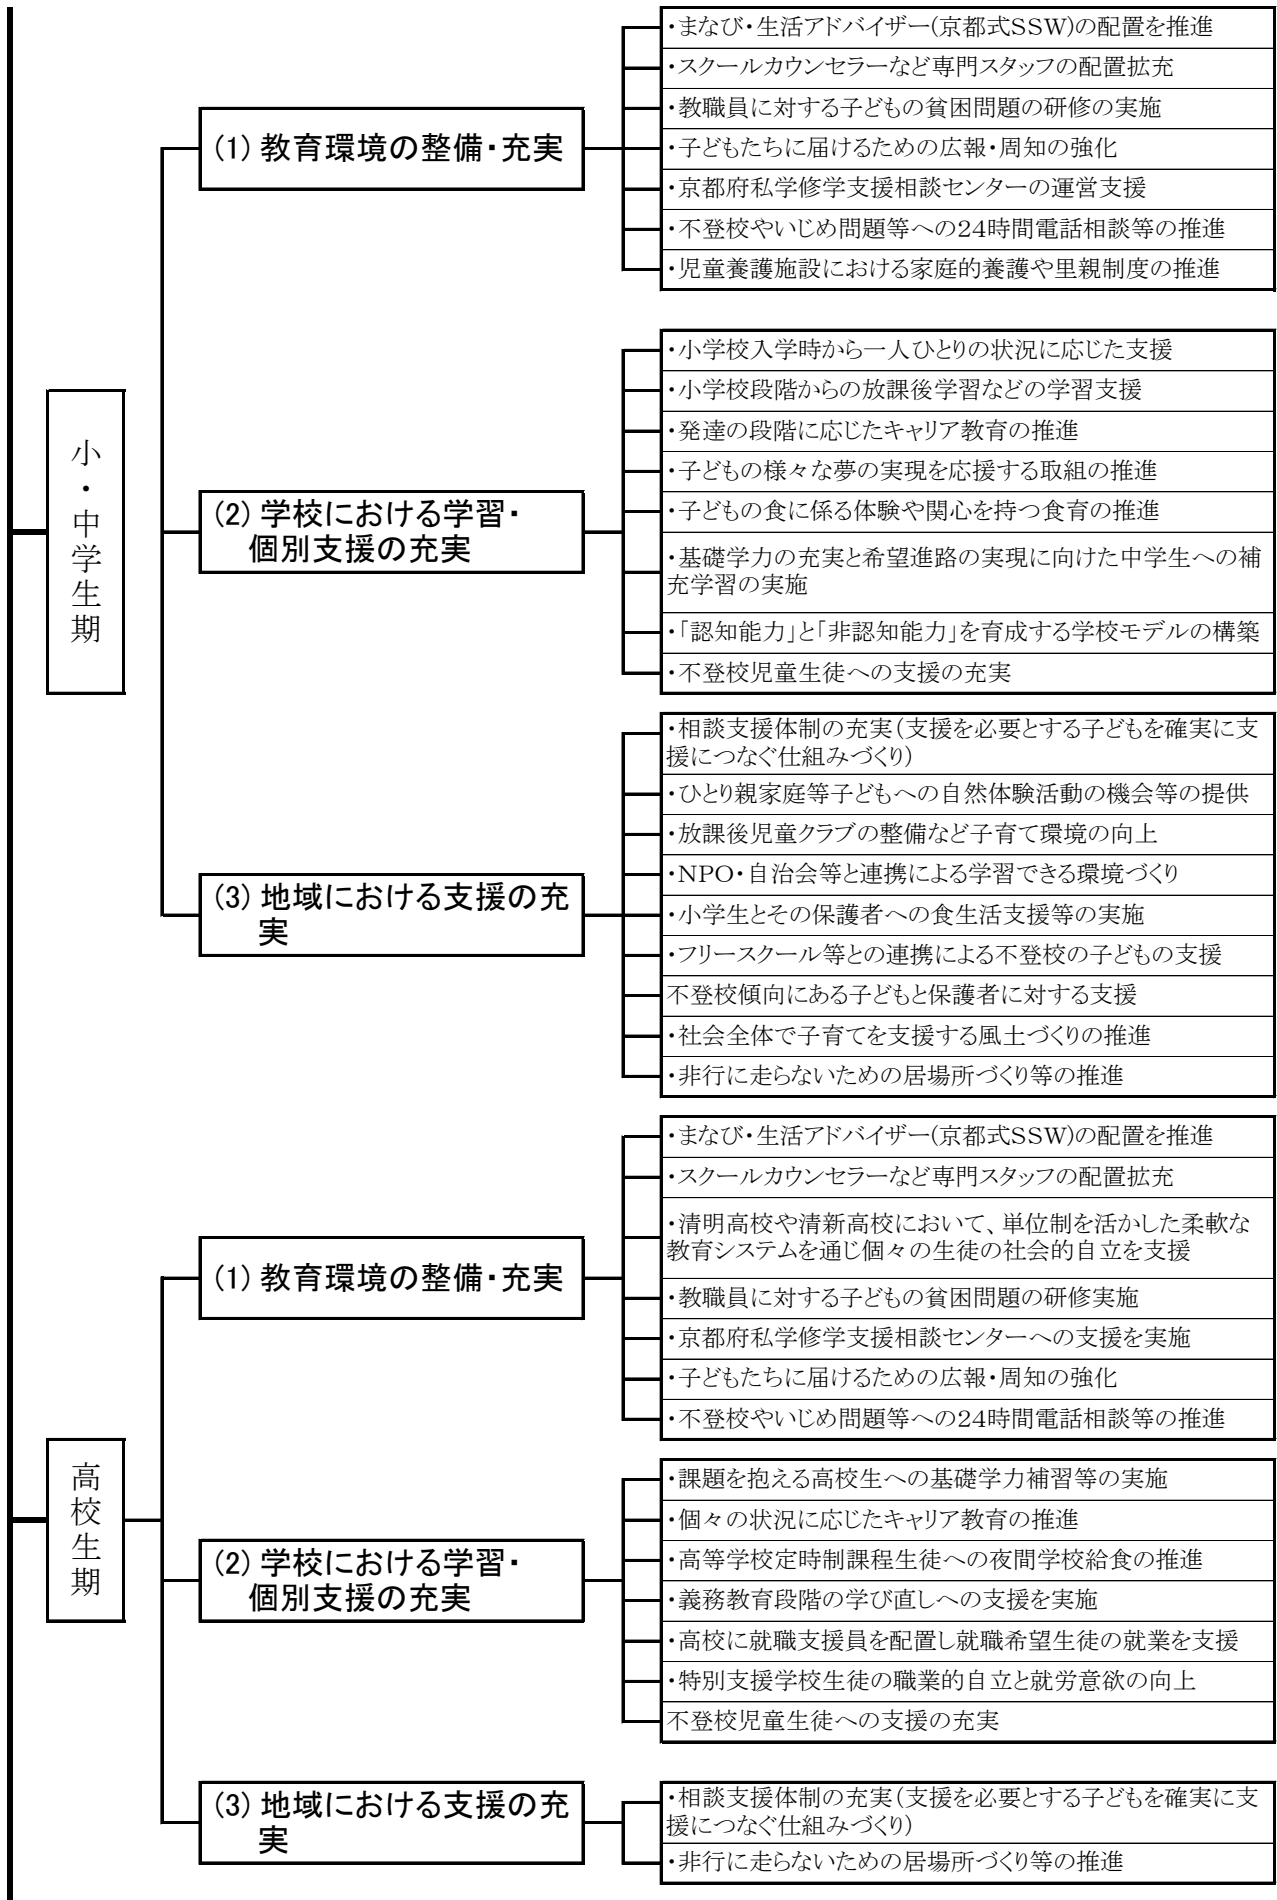 小・中学生期
(1) 教育環境の整備・充実
・まなび・生活アドバイザー(京都式SSW)の配置を推進
・スクールカウンセラーなど専門スタッフの配置拡充
・教職員に対する子どもの貧困問題の研修の実施
・子どもたちに届けるための広報・周知の強化
・京都府私学修学支援相談センターの運営支援
・不登校やいじめ問題等への24時間電話相談等の推進
・児童養護施設における家庭的養護や里親制度の推進
(2) 学校における学習・
個別支援の充実
・小学校入学時から一人ひとりの状況に応じた支援
・小学校段階からの放課後学習などの学習支援
・発達の段階に応じたキャリア教育の推進
・子どもの様々な夢の実現を応援する取組の推進
・子どもの食に係る体験や関心を持つ食育の推進
・基礎学力の充実と希望進路の実現に向けた中学生への補
充学習の実施
・「認知能力」と「非認知能力」を育成する学校モデルの構築
・不登校児童生徒への支援の充実
(3) 地域における支援の充
実
・相談支援体制の充実(支援を必要とする子どもを確実に支
援につなぐ仕組みづくり)
・ひとり親家庭等子どもへの自然体験活動の機会等の提供
・放課後児童クラブの整備など子育て環境の向上
・NPO・自治会等と連携による学習できる環境づくり
・小学生とその保護者への食生活支援等の実施
・フリースクール等との連携による不登校の子どもの支援
不登校傾向にある子どもと保護者に対する支援
・社会全体で子育てを支援する風土づくりの推進
・非行に走らないための居場所づくり等の推進
高校生期
(1) 教育環境の整備・充実
・まなび・生活アドバイザー(京都式SSW)の配置を推進
・スクールカウンセラーなど専門スタッフの配置拡充
・清明高校や清新高校において、単位制を活かした柔軟な
教育システムを通じ個々の生徒の社会的自立を支援
・教職員に対する子どもの貧困問題の研修実施
・京都府私学修学支援相談センターへの支援を実施
・子どもたちに届けるための広報・周知の強化
・不登校やいじめ問題等への24時間電話相談等の推進
(2) 学校における学習・
個別支援の充実
・課題を抱える高校生への基礎学力補習等の実施
・個々の状況に応じたキャリア教育の推進
・高等学校定時制課程生徒への夜間学校給食の推進
・義務教育段階の学び直しへの支援を実施
・高校に就職支援員を配置し就職希望生徒の就業を支援
・特別支援学校生徒の職業的自立と就労意欲の向上
不登校児童生徒への支援の充実
(3) 地域における支援の充
実
・相談支援体制の充実(支援を必要とする子どもを確実に支
援につなぐ仕組みづくり)
・非行に走らないための居場所づくり等の推進